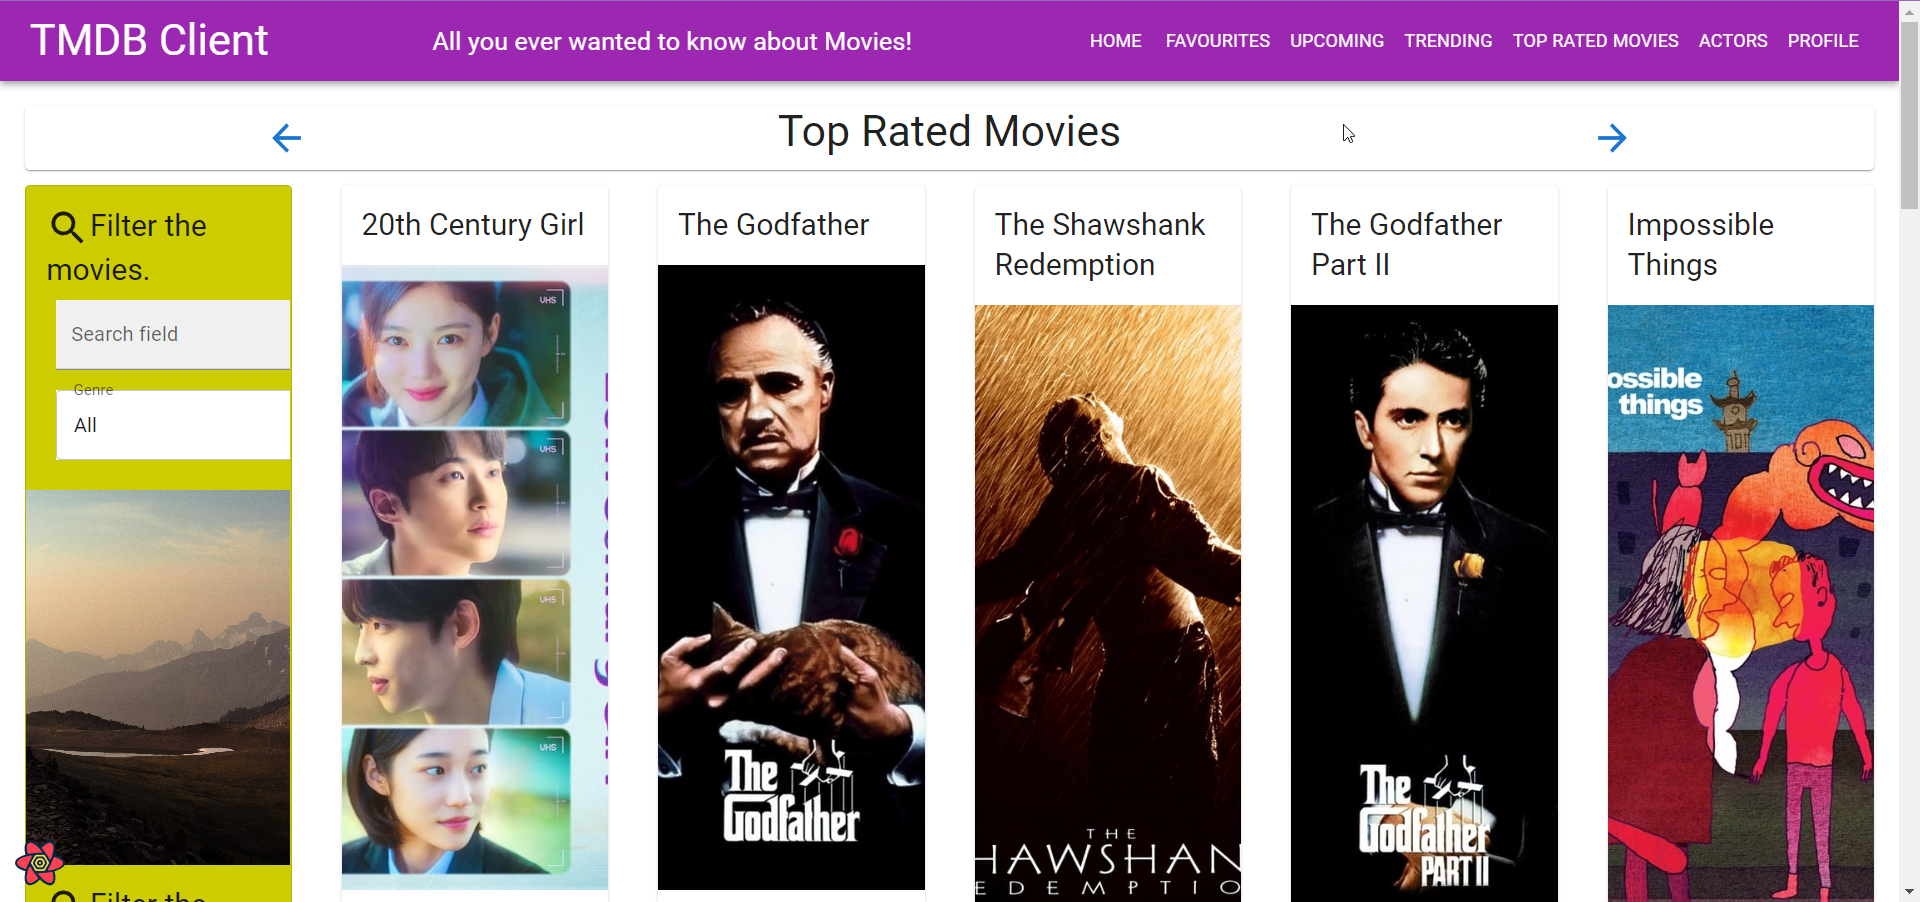 TMDB Client
All you ever wanted to know about Movies!
HOME FAVOURITES UPCOMING TRENDING TOP RATED MOVIES ACTORS PROFILE
Top Rated Movies
Filter the
movies.
Search field
Genre
All
Filter the
20th Century Girl
VHS
VHS
VHS
VHS
The Godfather
The
Godfather
The Shawshank
Redemption
THE
HAWSHAN
EDEMPTIO
The Godfather
Part II
The
Godfather
PART II
Impossible
Things
ossible
things